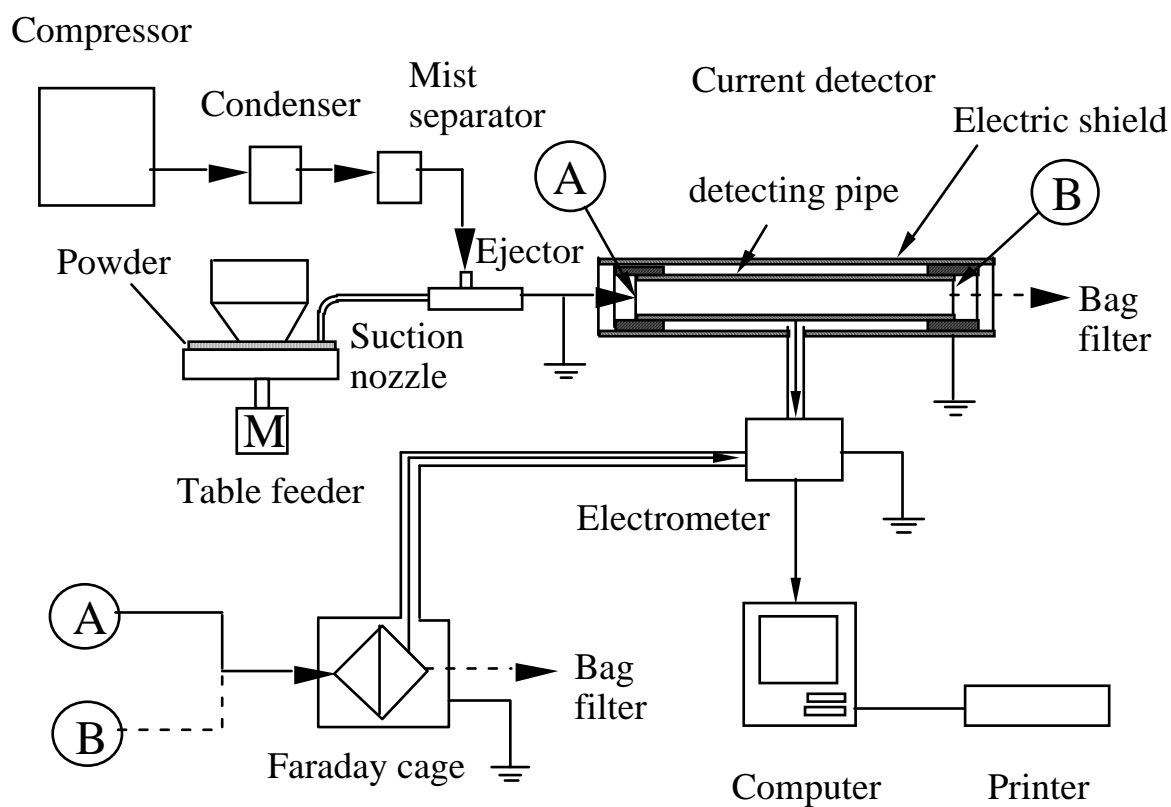 Compressor
Condenser
Mist
separator
Current detector
Electric shield
A
detecting pipe
B
Powder
Ejector
Suction
nozzle
Bag
filter
M
Table feeder
Electrometer
A
B
Bag
filter
Faraday cage
Computer
Printer